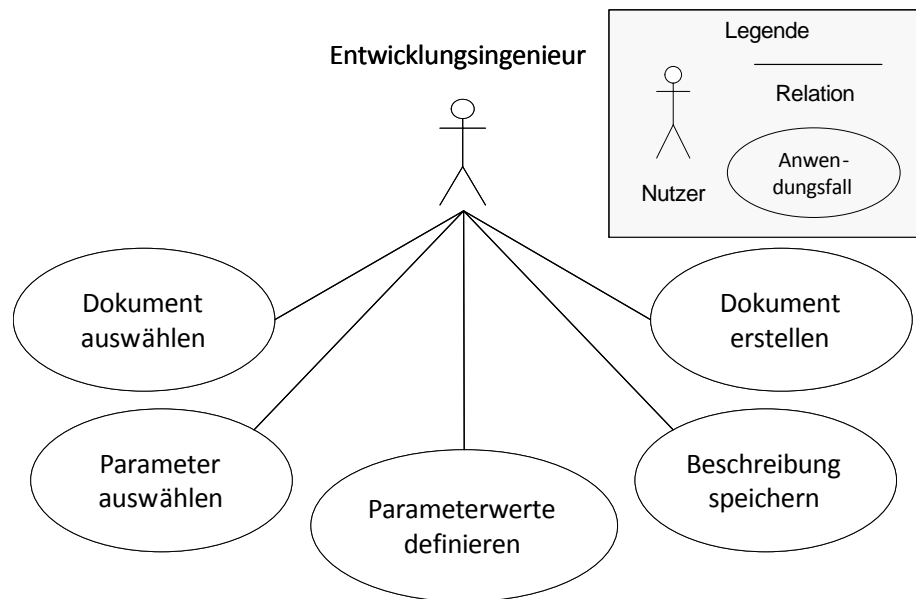 Entwicklungsingenieur
Legende
Relation
Nutzer
Anwen-
dungsfall
Dokument
auswählen
Dokument
erstellen
Parameter
auswählen
Parameterwerte
definieren
Beschreibung
speichern